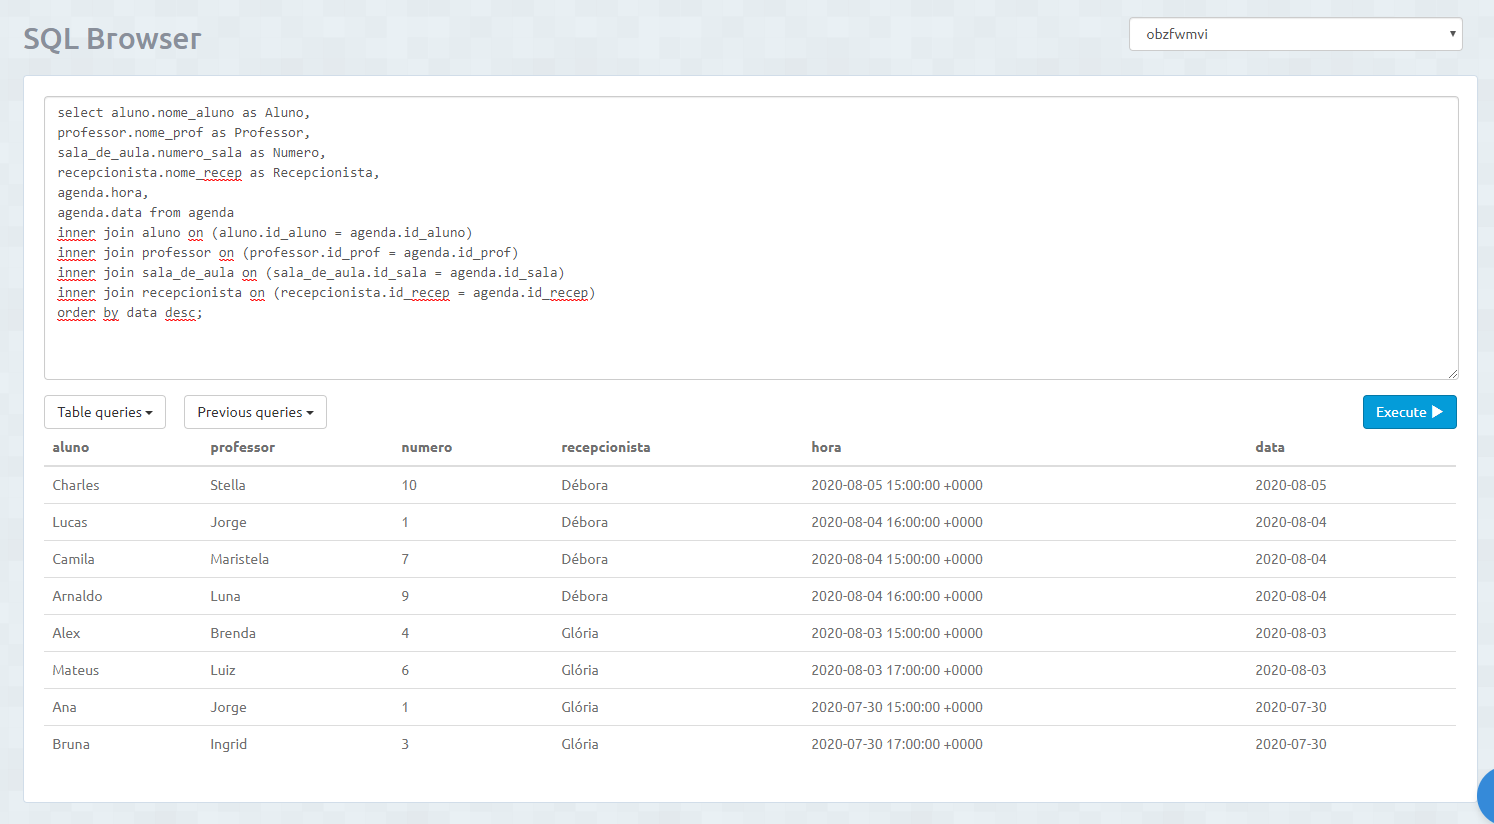 SQL Browser
obzfwmvi
select aluno.nome_aluno as Aluno,
professor.nome_prof as Professor,
sala_de_aula.numero_sala as Numero,
recepcionista.nome_recep as Recepcionista,
agenda.hora,
agenda.data from agenda
inner join aluno on (aluno.id_aluno = agenda.id_aluno)
inner join professor on (professor.id_prof = agenda.id_prof)
inner join sala_de_aula on (sala_de_aula.id_sala = agenda.id_sala)
inner join recepcionista on (recepcionista.id_recep = agenda.id_recep)
order by data desc;
Table queries Previous queries Execute
aluno professor numero recepcionista hora data
Charles Stella 10 Débora 2020-08-05 15:00:00 +0000 2020-08-05
Lucas Jorge 1 Débora 2020-08-04 16:00:00 +0000 2020-08-04
Camila Maristela 7 Débora 2020-08-04 15:00:00 +0000 2020-08-04
Arnaldo Luna 9 Débora 2020-08-04 16:00:00 +0000 2020-08-04
Alex Brenda 4 Glória 2020-08-03 15:00:00 +0000 2020-08-03
Mateus Luiz 6 Glória 2020-08-03 17:00:00 +0000 2020-08-03
Ana Jorge 1 Glória 2020-07-30 15:00:00 +0000 2020-07-30
Bruna Ingrid 3 Glória 2020-07-30 17:00:00 +0000 2020-07-30